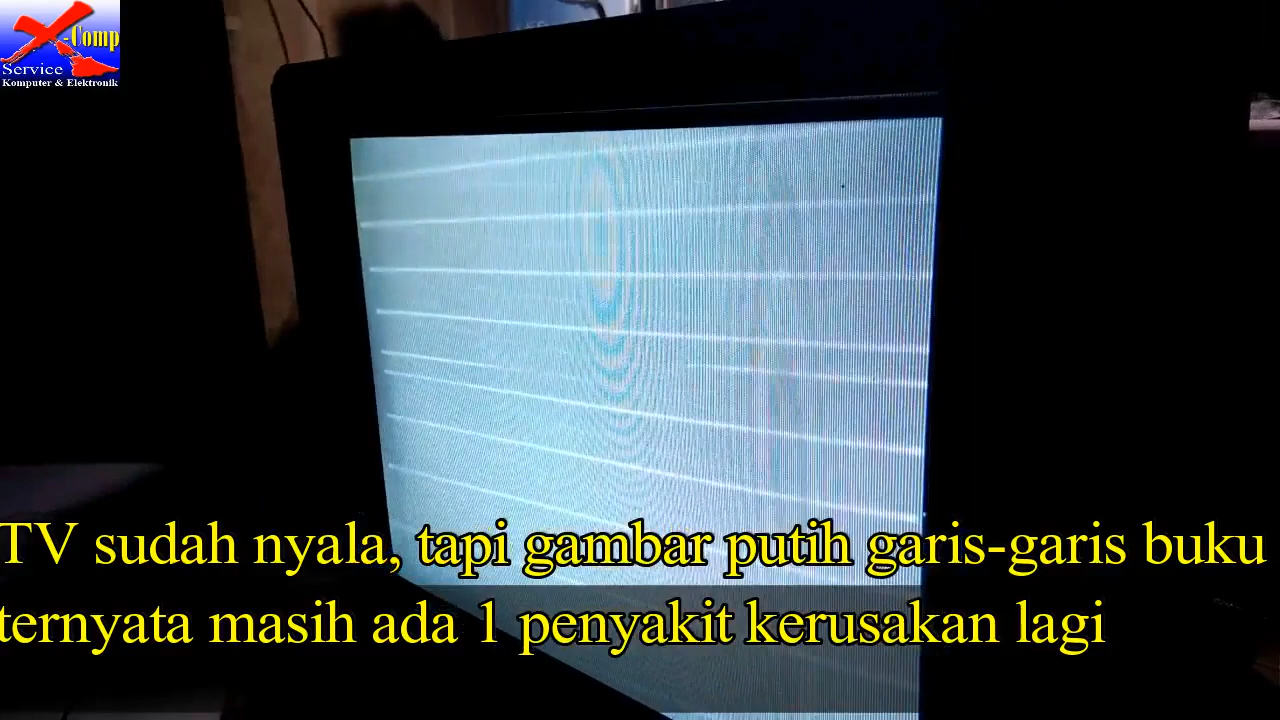 X-Comp
Service
Komputer & Elektronik
TV sudah nyala, tapi gambar putih garis-garis buku
ternyata masih ada 1 penyakit kerusakan lagi